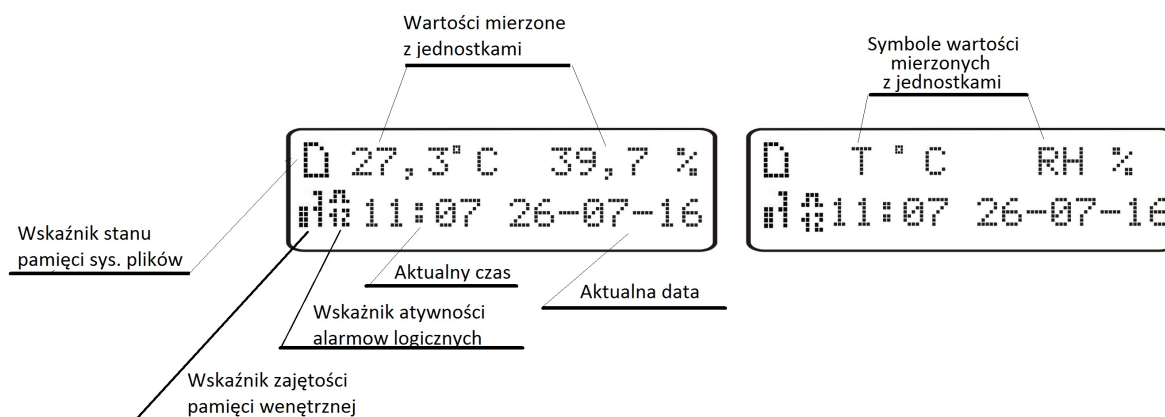 Wartości mierzone
z jednostkami
Symbole wartości
mierzonych
z jednostkami
27,3°C 39,7 %
11:07 26-07-16
T °C RH %
11:07 26-07-16
Wskaźnik stanu
pamięci sys. plików
Aktualny czas
Aktualna data
Wskażnik atywności
alarmow logicznych
Wskaźnik zajętości
pamięci wenętrznej